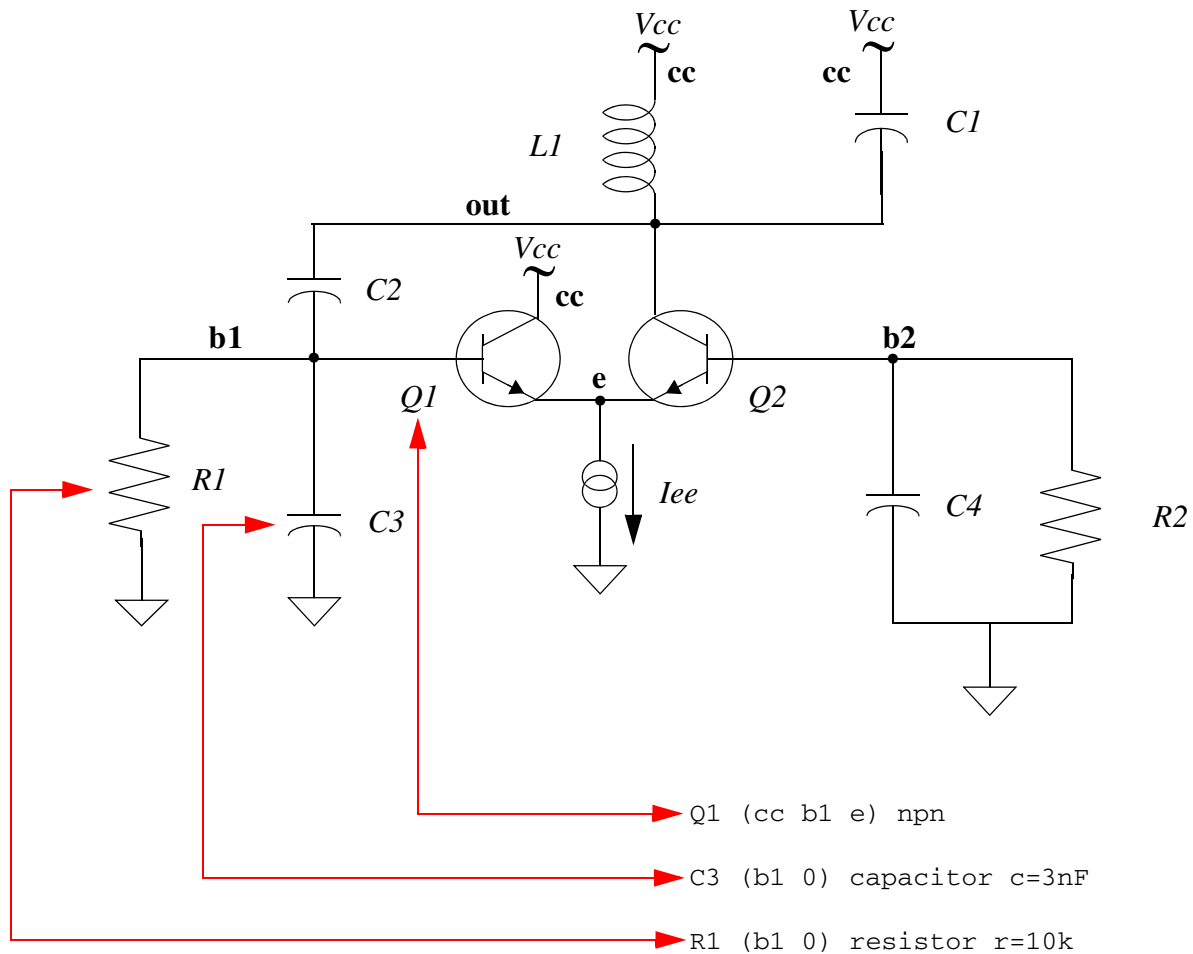 Vcc
Vcc
cc
cc
C1
L1
out
Vcc
C2
cc
b1
b2
e
Q1
Q2
R1
Iee
C3
C4
R2
Q1 (cc b1 e) npn
C3 (b1 0) capacitor c=3nF
R1 (b1 0) resistor r=10k